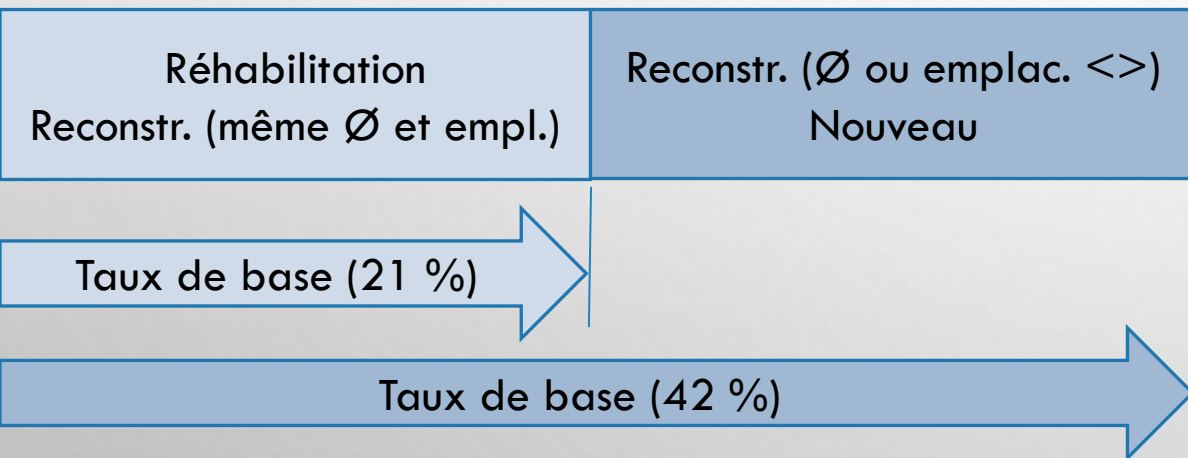 Réhabilitation
Reconstr. (même Ø et empl.)
Reconstr. (Ø ou emplac. <>)
Nouveau
Taux de base (21 %)
Taux de base (42 %)